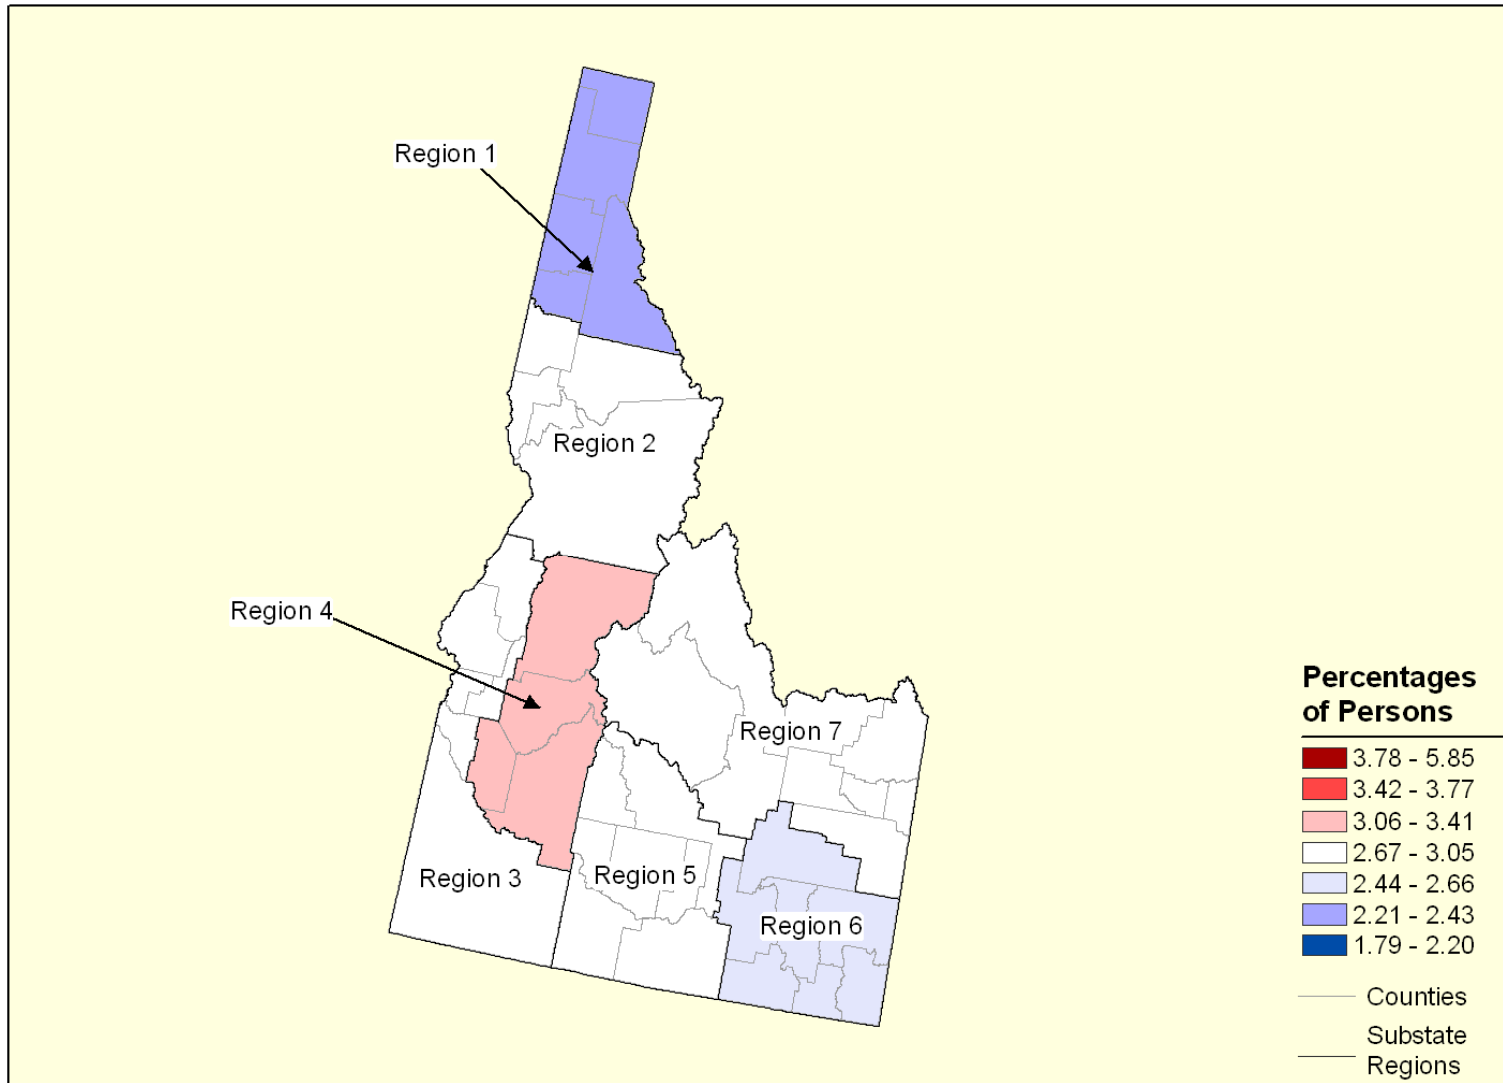 Region 1
Region 2
Region 4
Region 7
Region 3
Region 5
Region 6
Percentages
of Persons
3.78 - 5.85
3.42 - 3.77
3.06 - 3.41
2.67 - 3.05
2.44 - 2.66
2.21 - 2.43
1.79 - 2.20
Counties
Substate
Regions